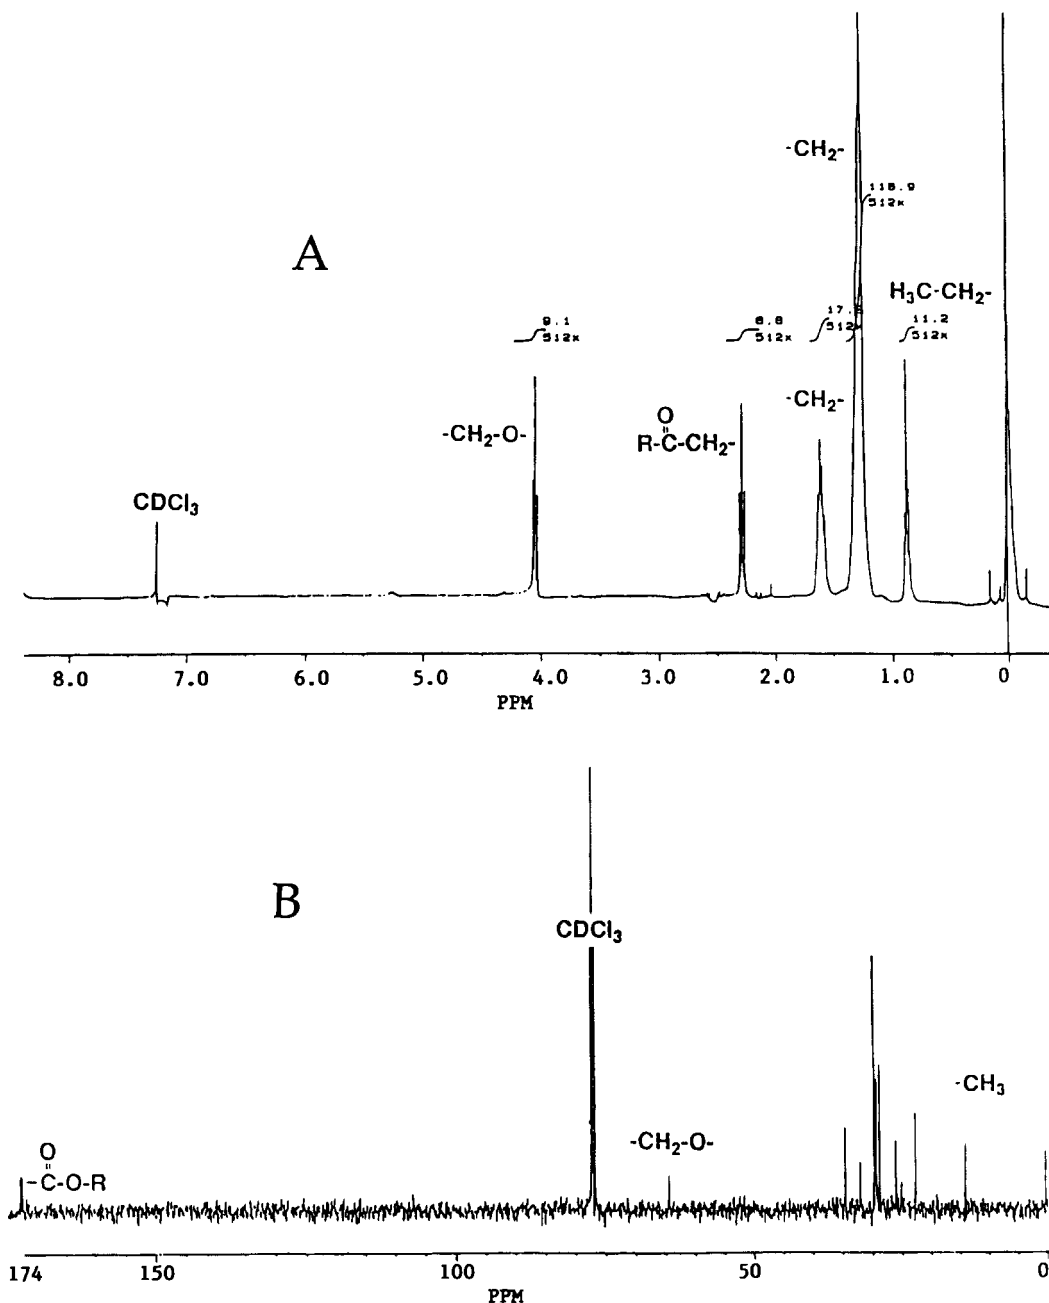 -CH2-
118.9
512x
A
H3C-CH2-
9.1
512x
8.8
512x
17.
512x
11.2
512x
-CH2-
-CH2-O-
O
R-C-CH2-
CDCl3
8.0 7.0 6.0 5.0 4.0 3.0 2.0 1.0 0
PPM
B
CDCl3
-CH3
-CH2-O-
O
-C-O-R
174 150 100 50 0
PPM